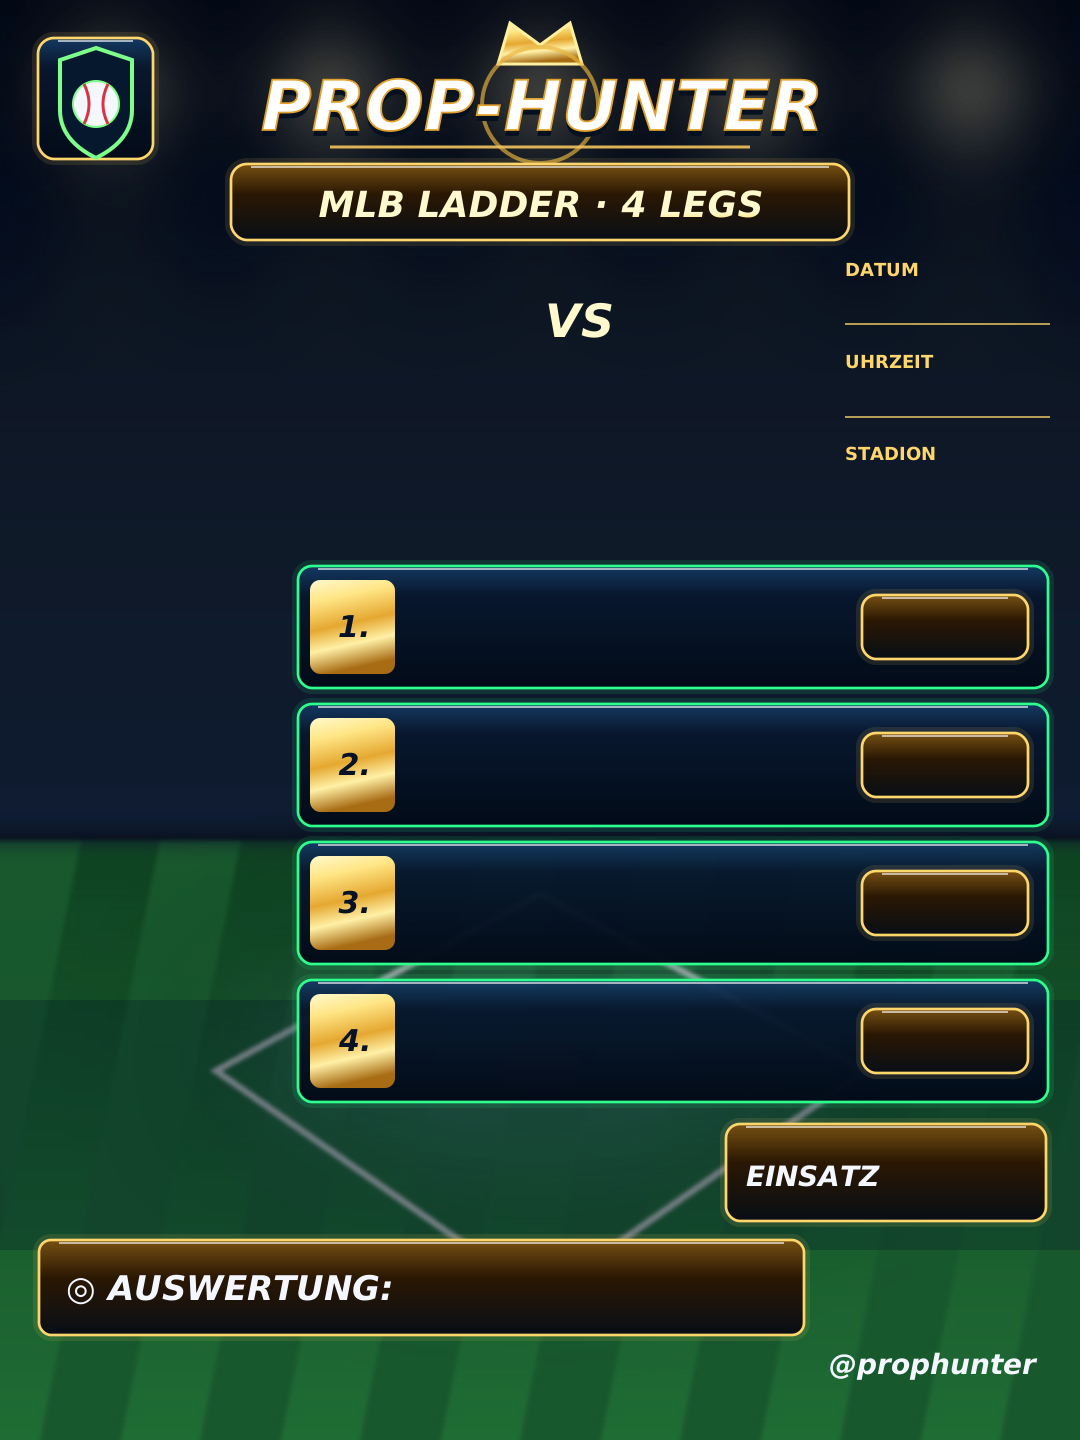 PROP-HUNTER
MLB LADDER · 4 LEGS
VS
DATUM
UHRZEIT
STADION
1.
2.
3.
4.
EINSATZ
◎ AUSWERTUNG:
@prophunter